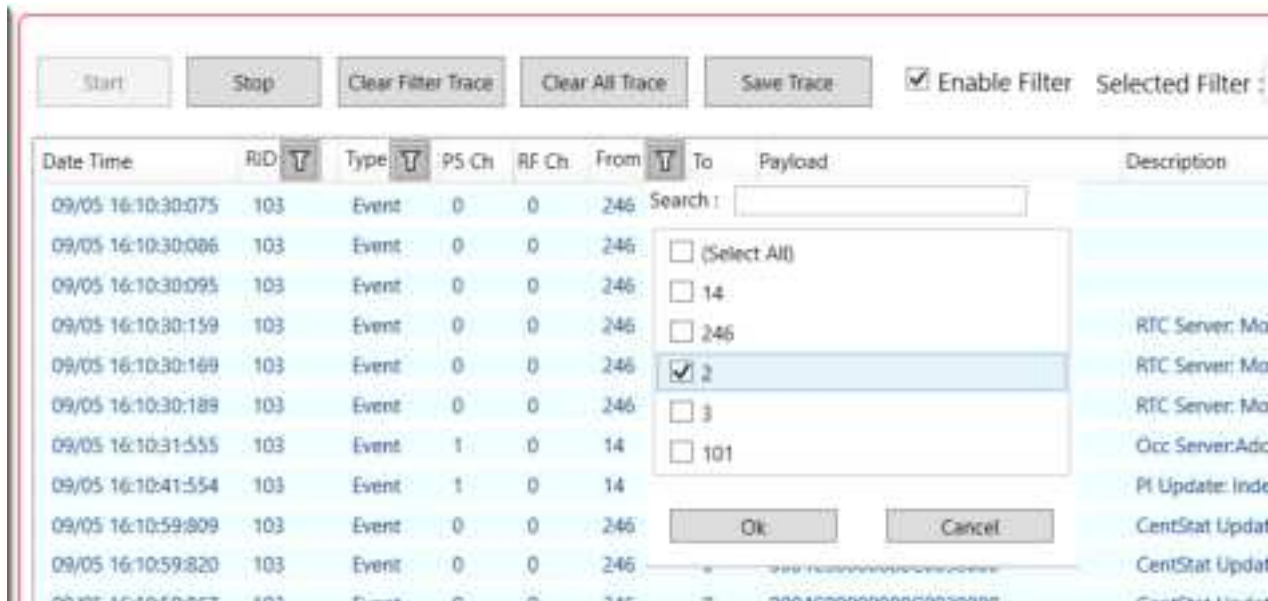 Start Stop Clear Filter Trace Clear All Trace Save Trace Enable Filter Selected Filter :
Date Time RID Type PS Ch RF Ch From To Payload Description
09/05 16:10:30:075 103 Event 0 0 246 Search :
09/05 16:10:30:086 103 Event 0 0 246 (Select All)
09/05 16:10:30:095 103 Event 0 0 246 14
09/05 16:10:30:159 103 Event 0 0 246 246 RTC Server: Mo
09/05 16:10:30:169 103 Event 0 0 246 2 RTC Server: Mo
09/05 16:10:30:189 103 Event 0 0 246 3 RTC Server: Mo
09/05 16:10:31:555 103 Event 1 0 14 101 Occ Server:Add
09/05 16:10:41:554 103 Event 1 0 14 PI Update: Inde
09/05 16:10:59:809 103 Event 0 0 246 Ok Cancel CentStat Updat
09/05 16:10:59:820 103 Event 0 0 246 CentStat Updat